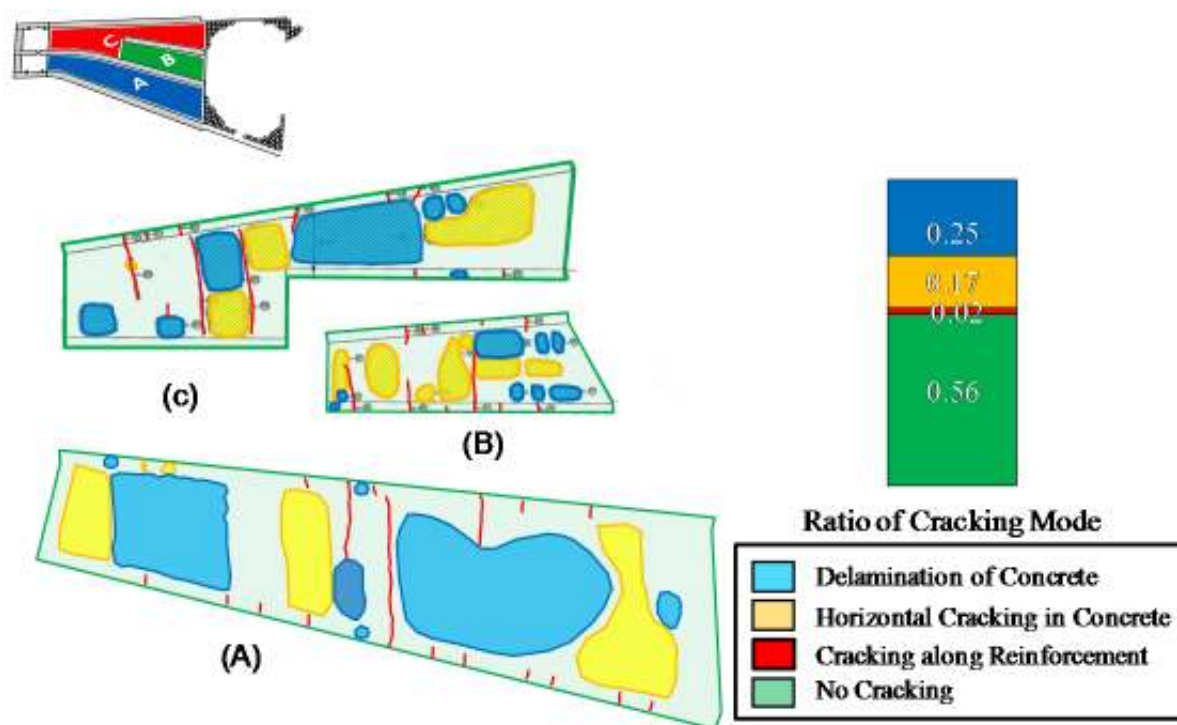 C
B
A
(c)
(B)
(A)
0.25
0.17
0.02
0.56
Ratio of Cracking Mode
Delamination of Concrete
Horizontal Cracking in Concrete
Cracking along Reinforcement
No Cracking